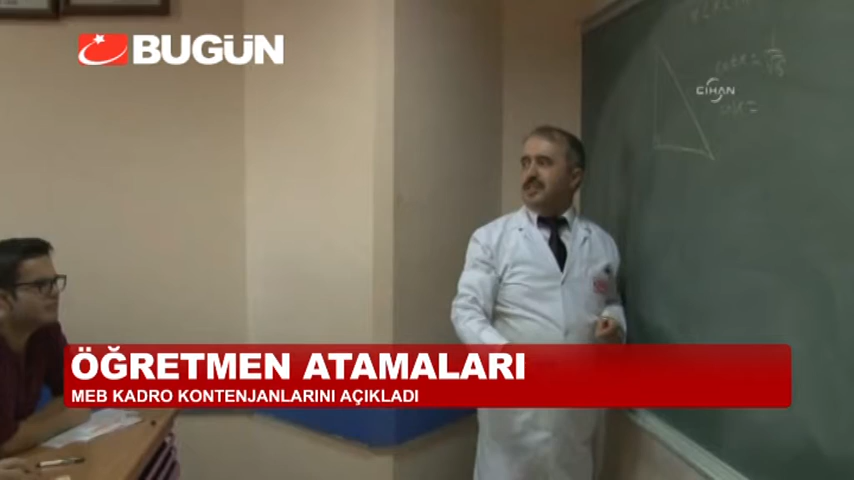 BUGÜN
CİHAN
ÖĞRETMEN ATAMALARI
MEB KADRO KONTENJANLARINI AÇIKLADI